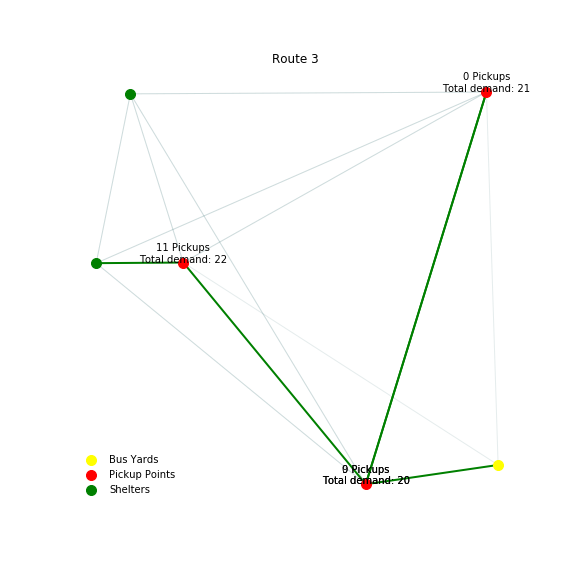 Route 3
0 Pickups
Total demand: 21
11 Pickups
Total demand: 22
Pickups
Total demand: 20
Bus Yards
Pickup Points
Shelters